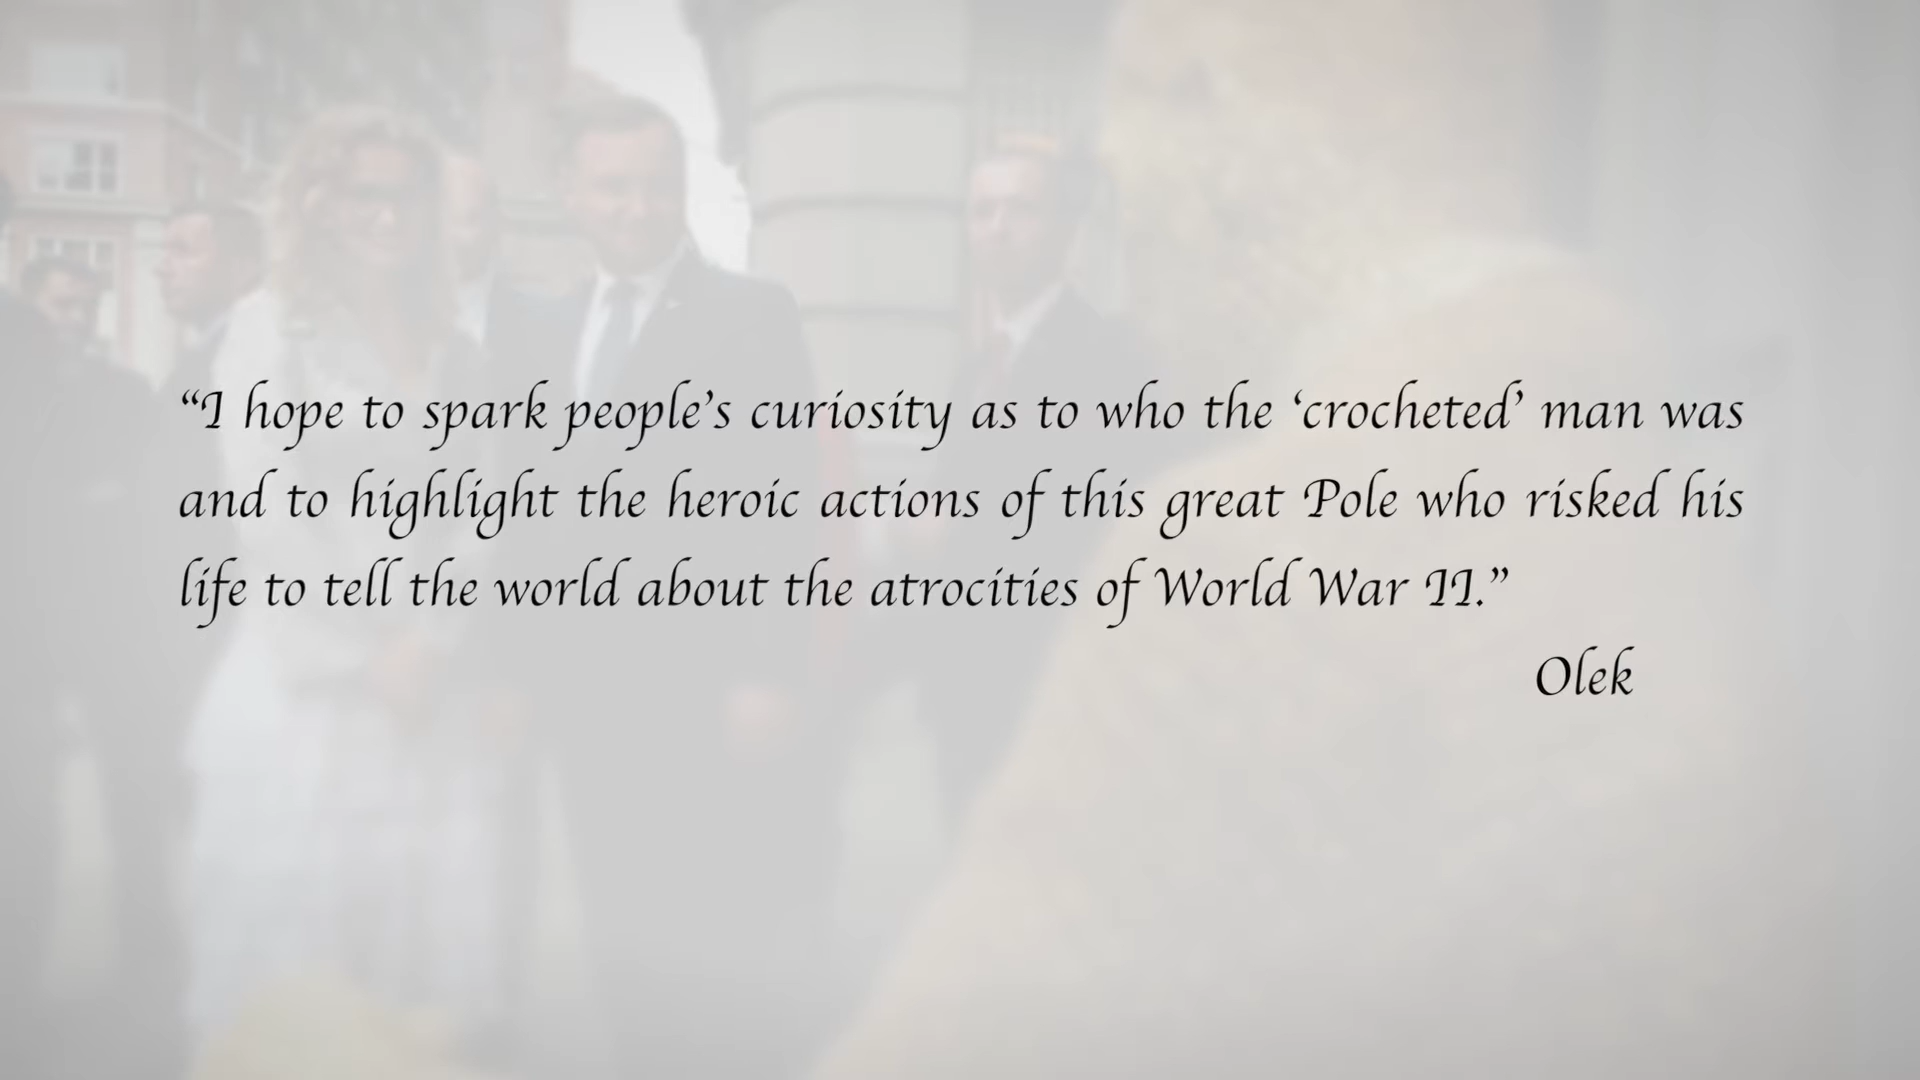 “I hope to spark people’s curiosity as to who the ‘crocheted’ man was
and to highlight the heroic actions of this great Pole who risked his
life to tell the world about the atrocities of World War II.”
Olek